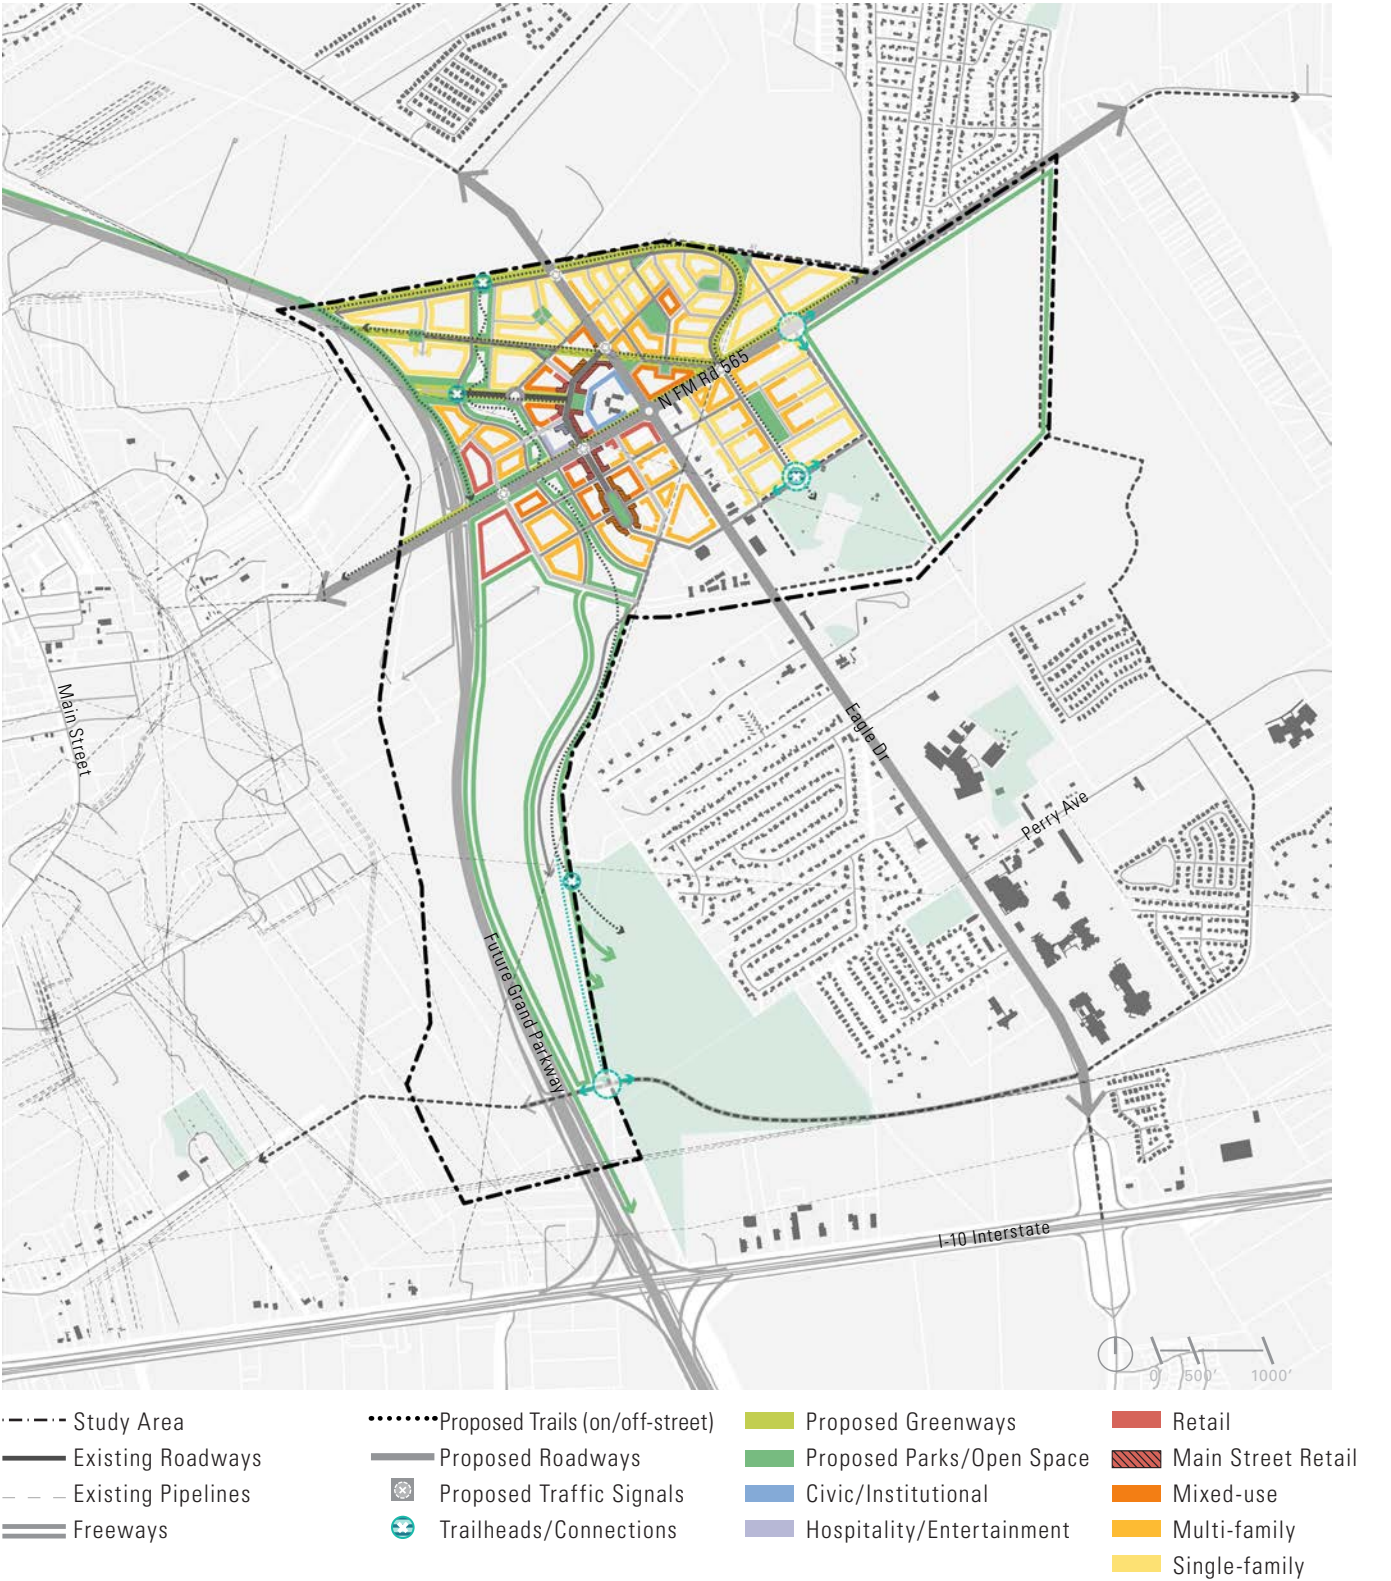 N FM Rd 565
Main Street
Eagle Dr
Perry Ave
Future Grand Parkway
I-10 Interstate
0' 500' 1000'
Study Area
Existing Roadways
Existing Pipelines
Freeways
Proposed Trails (on/off-street)
Proposed Roadways
Proposed Traffic Signals
Trailheads/Connections
Proposed Greenways
Proposed Parks/Open Space
Civic/Institutional
Hospitality/Entertainment
Retail
Main Street Retail
Mixed-use
Multi-family
Single-family